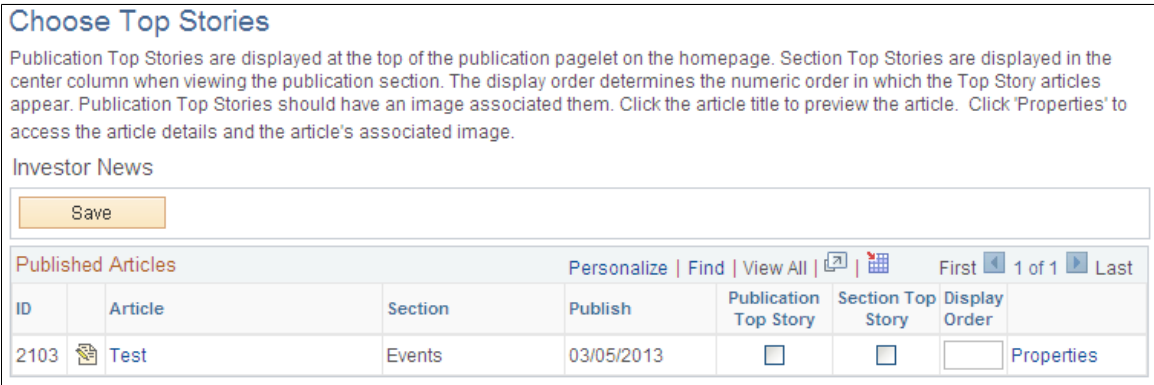 Choose Top Stories
Publication Top Stories are displayed at the top of the publication pagelet on the homepage. Section Top Stories are displayed in the
center column when viewing the publication section. The display order determines the numeric order in which the Top Story articles
appear. Publication Top Stories should have an image associated them. Click the article title to preview the article. Click 'Properties' to
access the article details and the article's associated image.
Investor News
Save
Published Articles Personalize | Find | View All | | First 1 of 1 Last
ID Article Section Publish Publication Top Story Section Top Story Display Order
2103 Test Events 03/05/2013 Properties